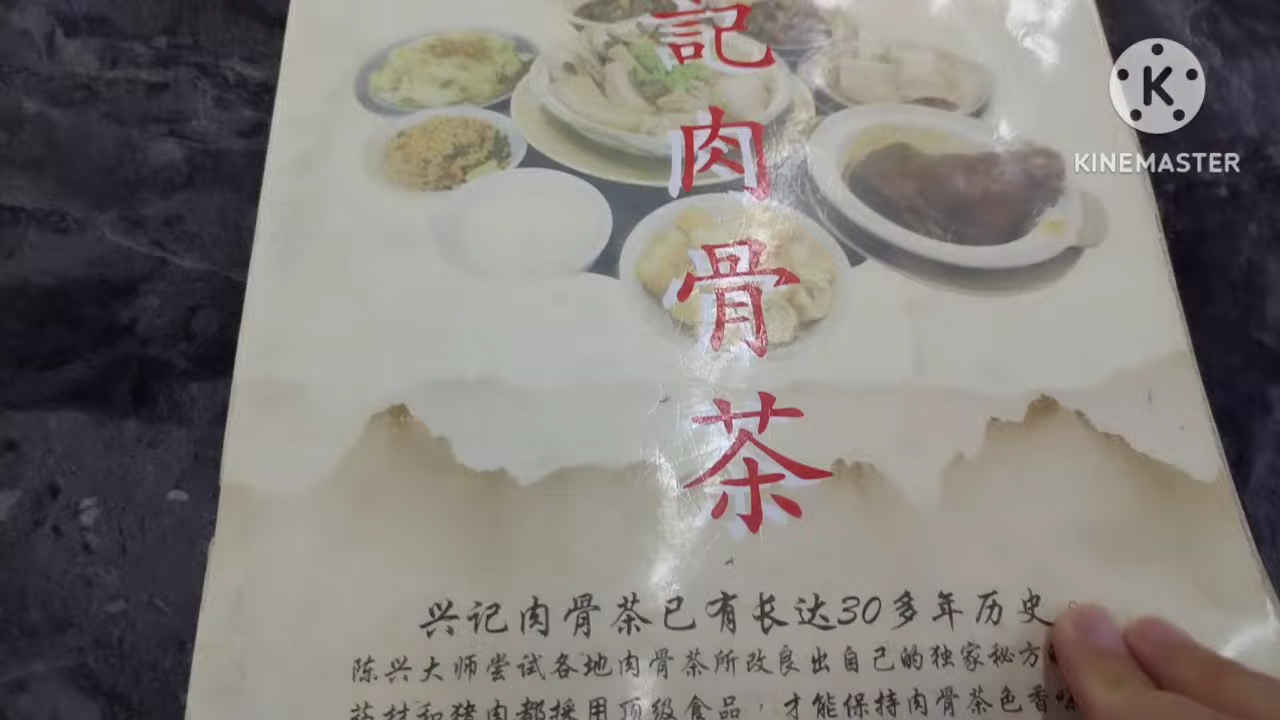 記肉骨茶
K
KINEMASTER
兴记肉骨茶已有长达30多年历史。
陈兴大师尝试各地肉骨茶所改良出自己的独家秘方
药材和猪肉都採用顶级食品，才能保持肉骨茶色香味